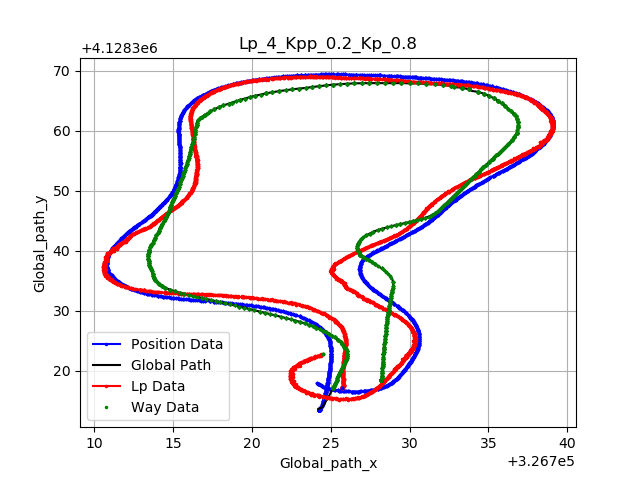 Lp_4_Kpp_0.2_Kp_0.8
+4.1283e6
70
60
50
40
30
20
Global_path_y
Position Data
Global Path
Lp Data
Way Data
10 15 20 25 30 35 40
Global_path_x
+3.267e5